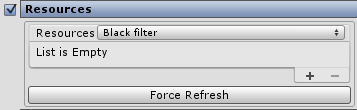 Resources
Resources Black filter
List is Empty
+ -
Force Refresh